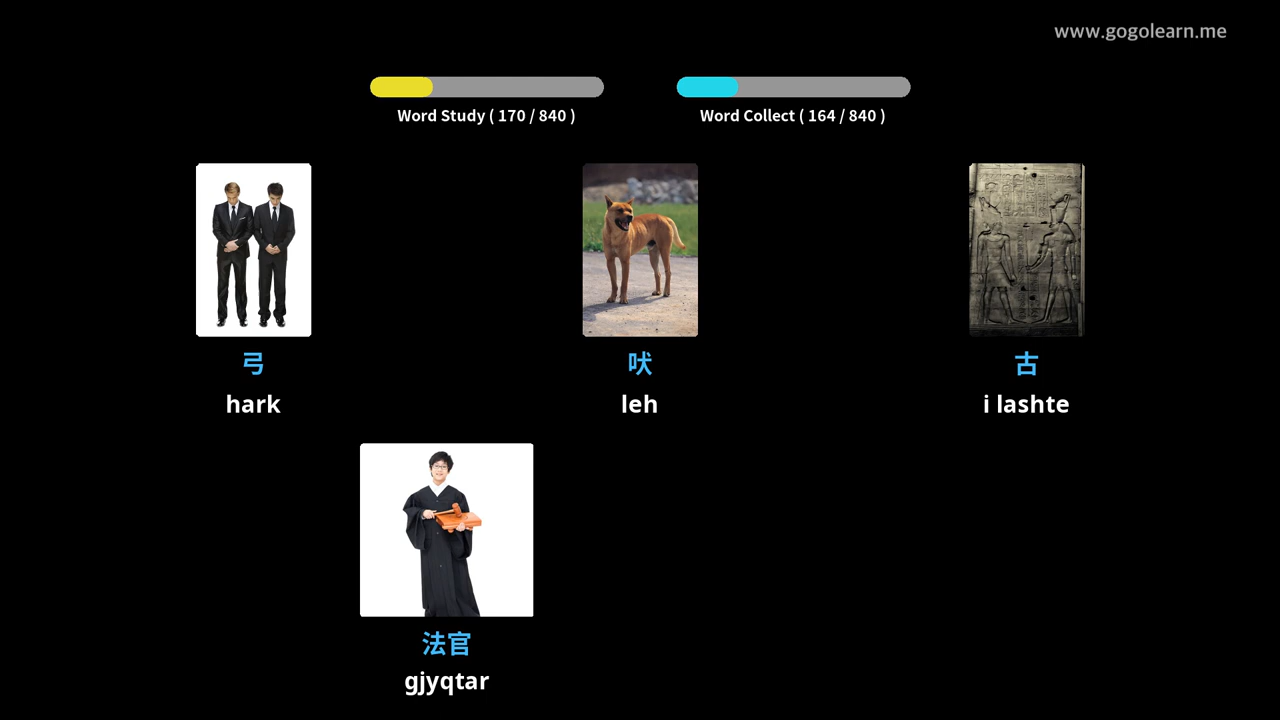 www.gogolearn.me
Word Study ( 170 / 840 )
Word Collect ( 164 / 840 )
弓
hark
吠
leh
古
i lashte
法官
gjyqtar